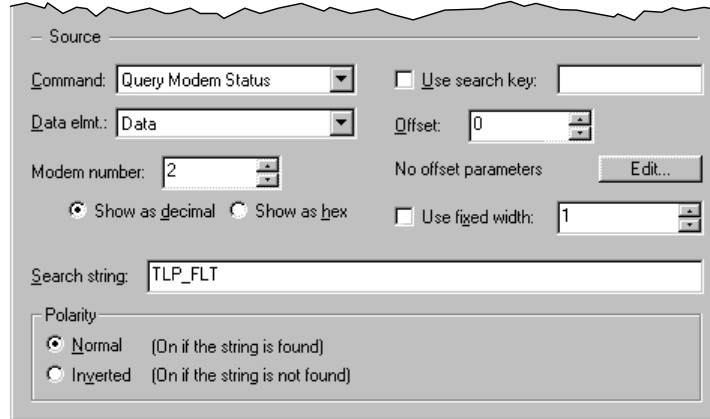 Source
Command: Query Modem Status
Use search key:
Data elmt.: Data
Offset: 0
Modem number: 2
No offset parameters Edit...
Show as decimal Show as hex
Use fixed width: 1
Search string: TLP_FLT
Polarity
Normal (On if the string is found)
Inverted (On if the string is not found)